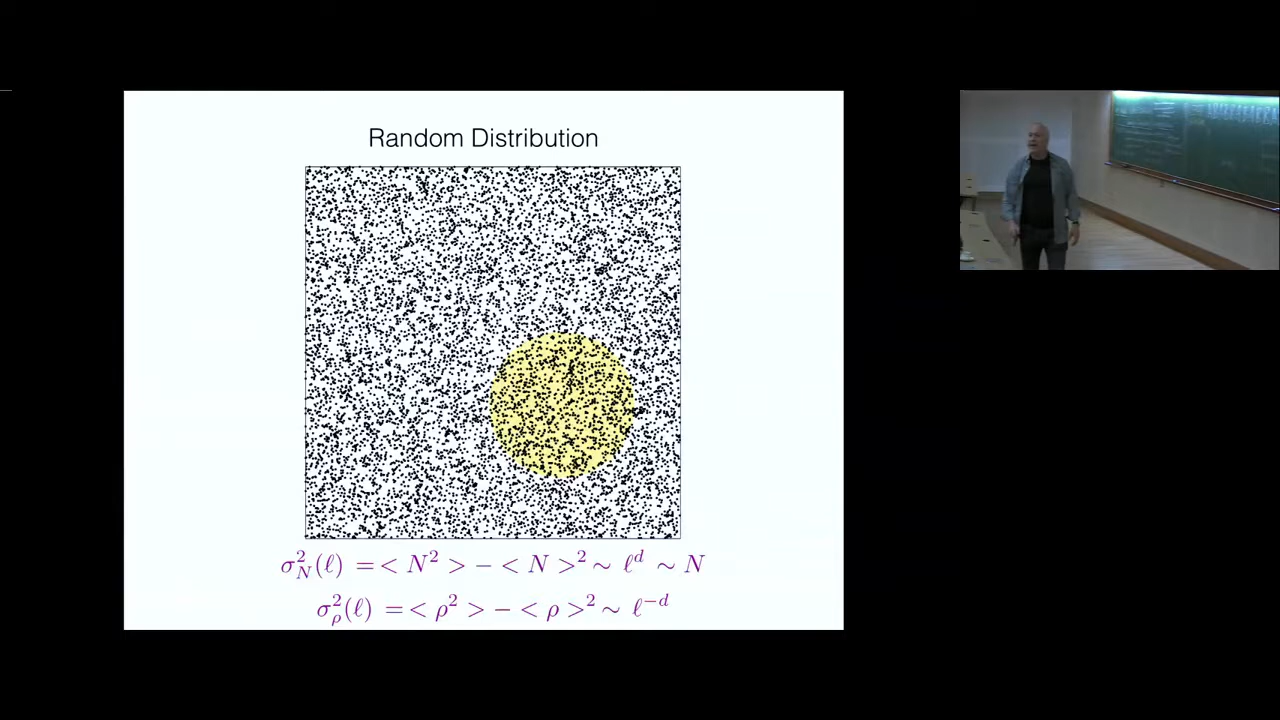 Random Distribution
σ²_N(ℓ) = < N² > − < N >² ∼ ℓ^d ∼ N
σ²_ρ(ℓ) = < ρ² > − < ρ >² ∼ ℓ^{−d}